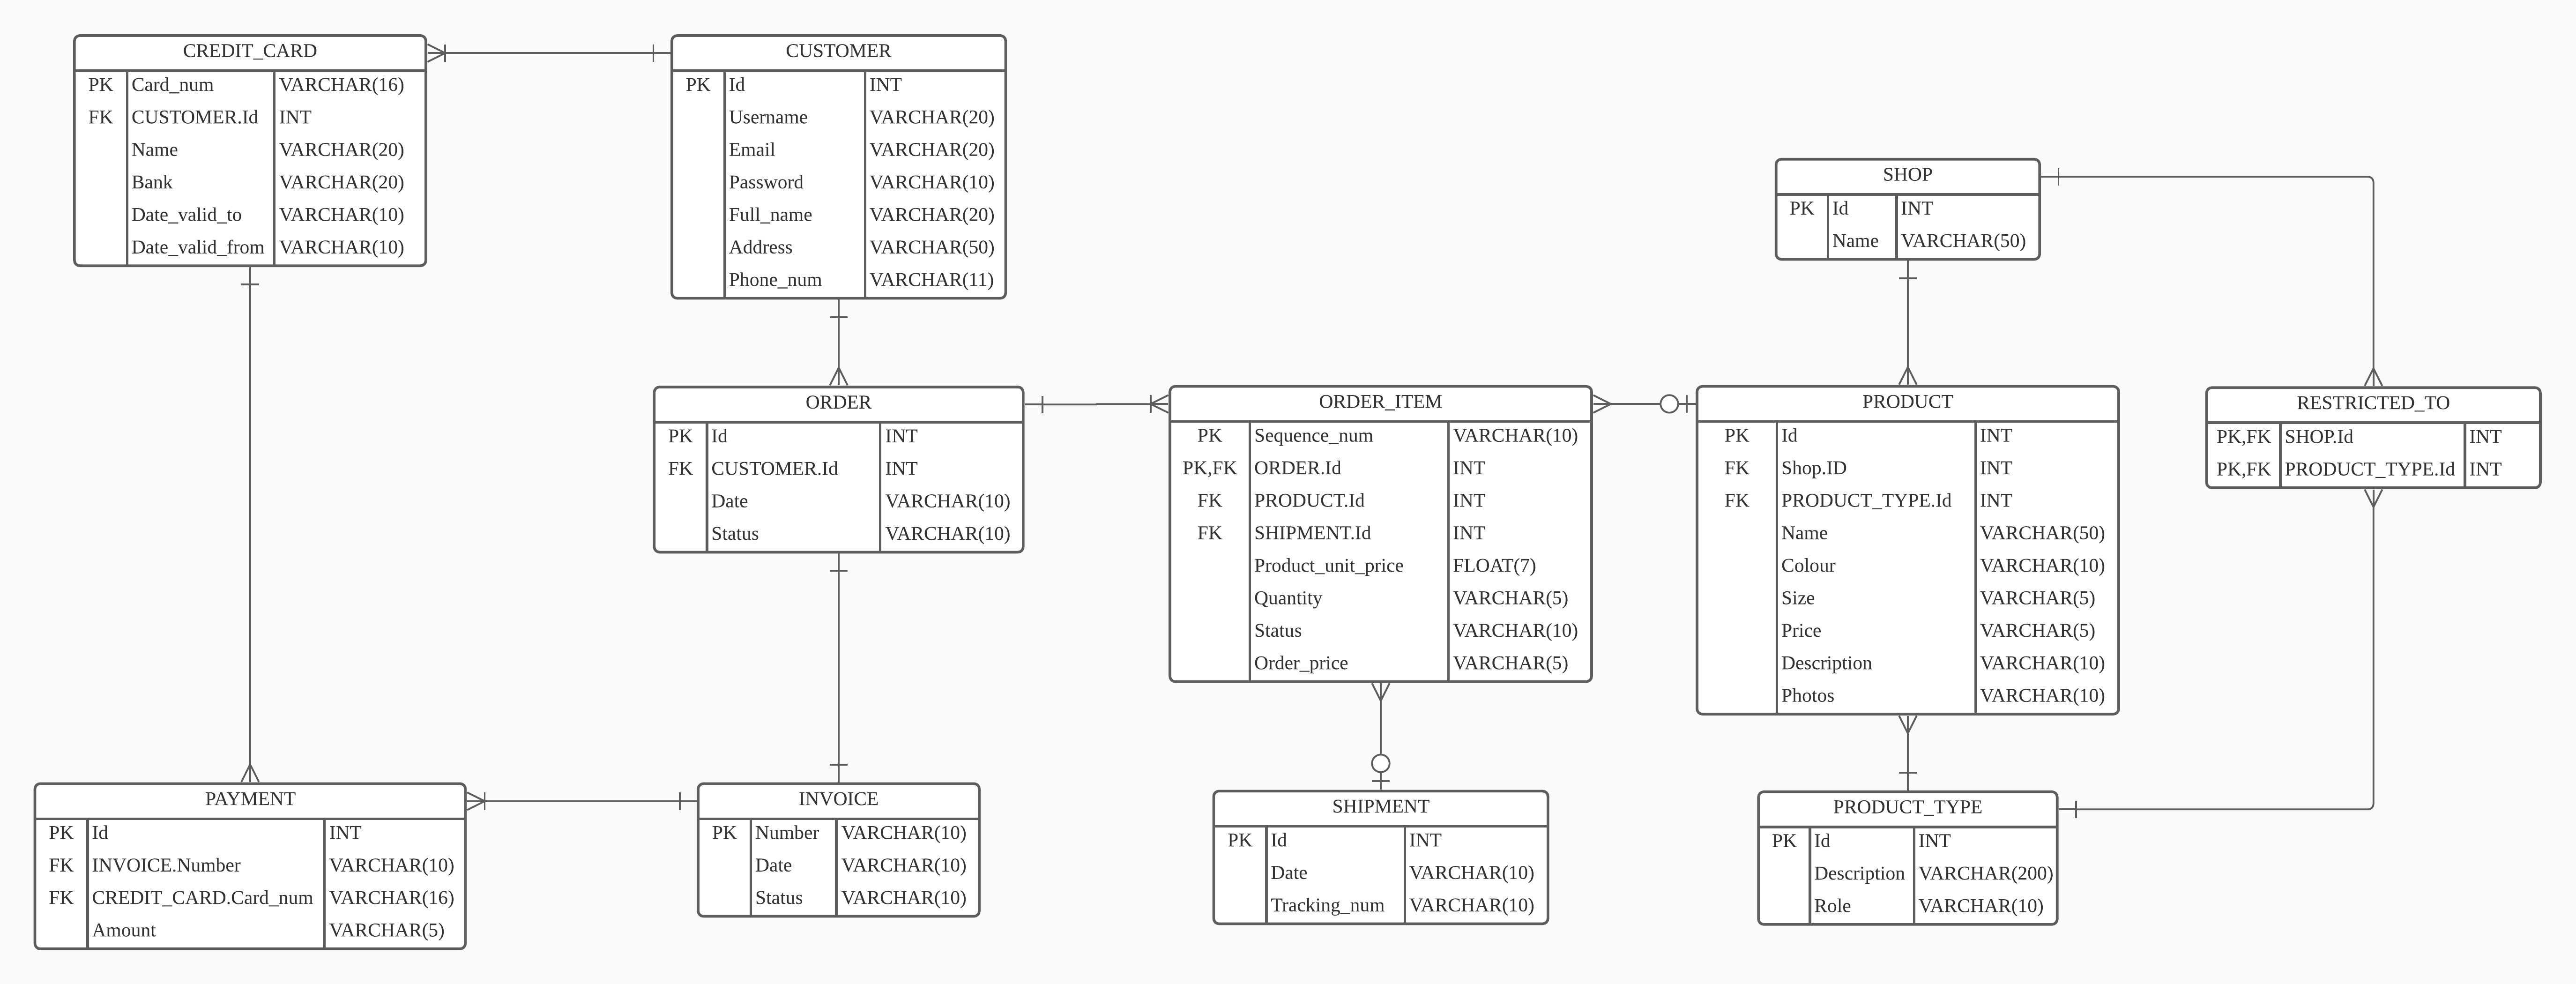 CREDIT_CARD
PK Card_num VARCHAR(16)
FK CUSTOMER.Id INT
Name VARCHAR(20)
Bank VARCHAR(20)
Date_valid_to VARCHAR(10)
Date_valid_from VARCHAR(10)
CUSTOMER
PK Id INT
Username VARCHAR(20)
Email VARCHAR(20)
Password VARCHAR(10)
Full_name VARCHAR(20)
Address VARCHAR(50)
Phone_num VARCHAR(11)
SHOP
PK Id INT
Name VARCHAR(50)
ORDER
PK Id INT
FK CUSTOMER.Id INT
Date VARCHAR(10)
Status VARCHAR(10)
ORDER_ITEM
PK Sequence_num VARCHAR(10)
PK,FK ORDER.Id INT
FK PRODUCT.Id INT
FK SHIPMENT.Id INT
Product_unit_price FLOAT(7)
Quantity VARCHAR(5)
Status VARCHAR(10)
Order_price VARCHAR(5)
PRODUCT
PK Id INT
FK Shop.ID INT
FK PRODUCT_TYPE.Id INT
Name VARCHAR(50)
Colour VARCHAR(10)
Size VARCHAR(5)
Price VARCHAR(5)
Description VARCHAR(10)
Photos VARCHAR(10)
RESTRICTED_TO
PK,FK SHOP.Id INT
PK,FK PRODUCT_TYPE.Id INT
PAYMENT
PK Id INT
FK INVOICE.Number VARCHAR(10)
FK CREDIT_CARD.Card_num VARCHAR(16)
Amount VARCHAR(5)
INVOICE
PK Number VARCHAR(10)
Date VARCHAR(10)
Status VARCHAR(10)
SHIPMENT
PK Id INT
Date VARCHAR(10)
Tracking_num VARCHAR(10)
PRODUCT_TYPE
PK Id INT
Description VARCHAR(200)
Role VARCHAR(10)